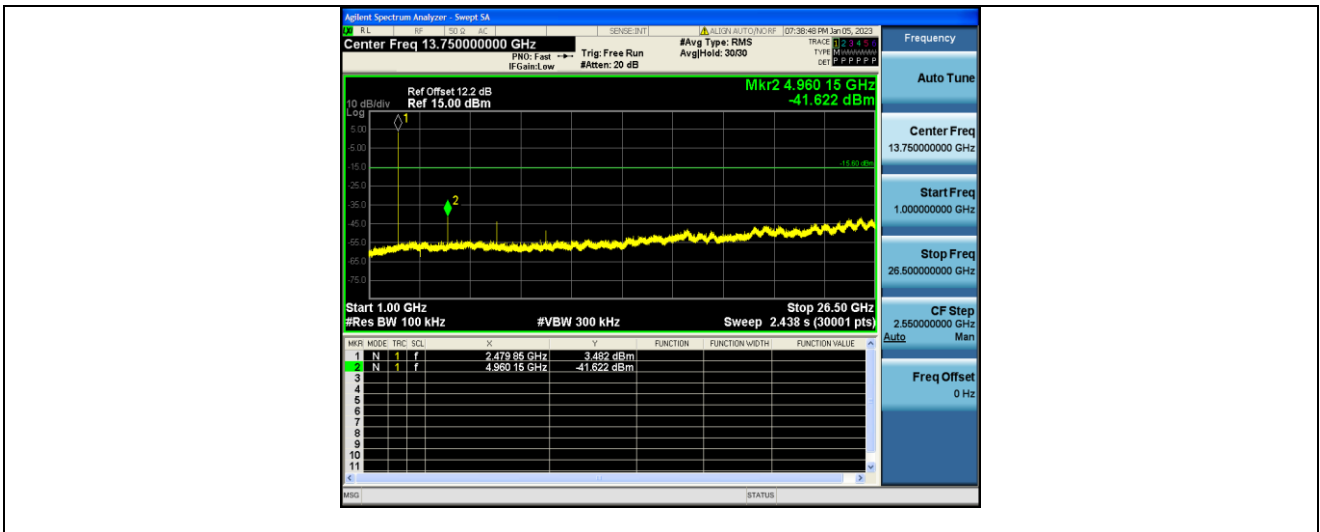 Agilent Spectrum Analyzer - Swept SA
RL RF 50 Ω AC SENSE:INT ALIGN AUTO/NO RF 07:38:48 PM Jan 05, 2023
Center Freq 13.750000000 GHz
PNO: Fast
IFGain:Low
Trig: Free Run
#Atten: 20 dB
#Avg Type: RMS
Avg|Hold: 30/30
TRACE 1 2 3 4 5 6
TYPE M
DET P P P P P P
Mkr2 4.960 15 GHz
-41.622 dBm
Ref Offset 12.2 dB
10 dB/div Ref 15.00 dBm
Log
1
5.00
-5.00
-15.0
-15.60 dBm
-25.0
2
-35.0
-45.0
-55.0
-65.0
-75.0
Start 1.00 GHz Stop 26.50 GHz
#Res BW 100 kHz #VBW 300 kHz Sweep 2.438 s (30001 pts)
MKR MODE TRC SCL X Y FUNCTION FUNCTION WIDTH FUNCTION VALUE
1 N 1 f 2.479 85 GHz 3.482 dBm
2 N 1 f 4.960 15 GHz -41.622 dBm
3
4
5
6
7
8
9
10
11
MSG STATUS
Frequency
Auto Tune
Center Freq
13.750000000 GHz
Start Freq
1.000000000 GHz
Stop Freq
26.500000000 GHz
CF Step
2.550000000 GHz
Auto Man
Freq Offset
0 Hz